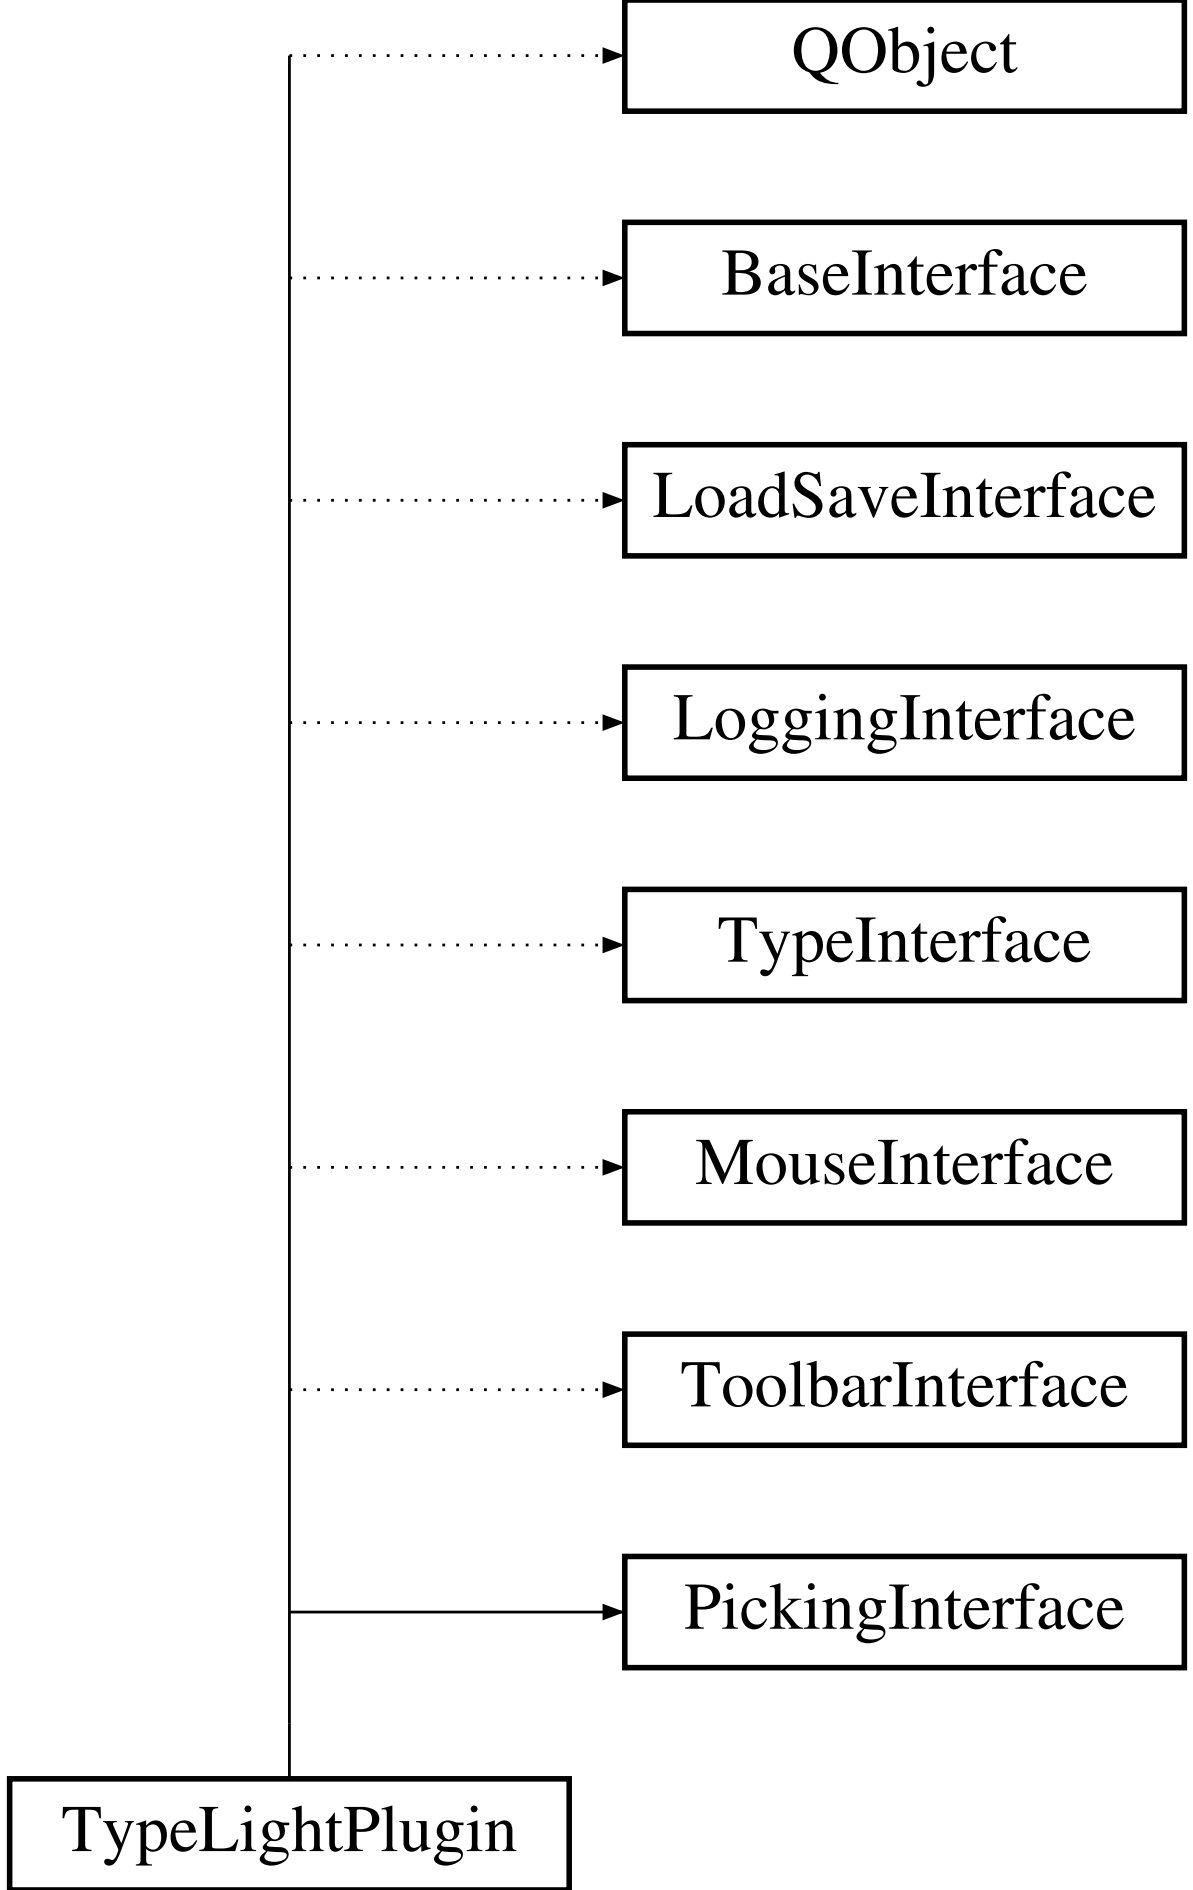 QObject
BaseInterface
LoadSaveInterface
LoggingInterface
TypeInterface
MouseInterface
ToolbarInterface
PickingInterface
TypeLightPlugin